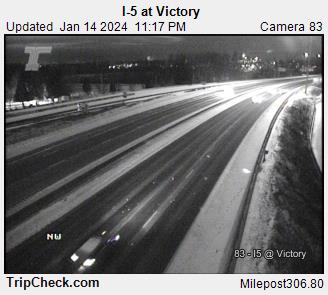 I-5 at Victory
Updated  Jan 14 2024  11:17 PM
Camera 83
T
NW
83 - I5 @ Victory
TripCheck.com
Milepost306.80